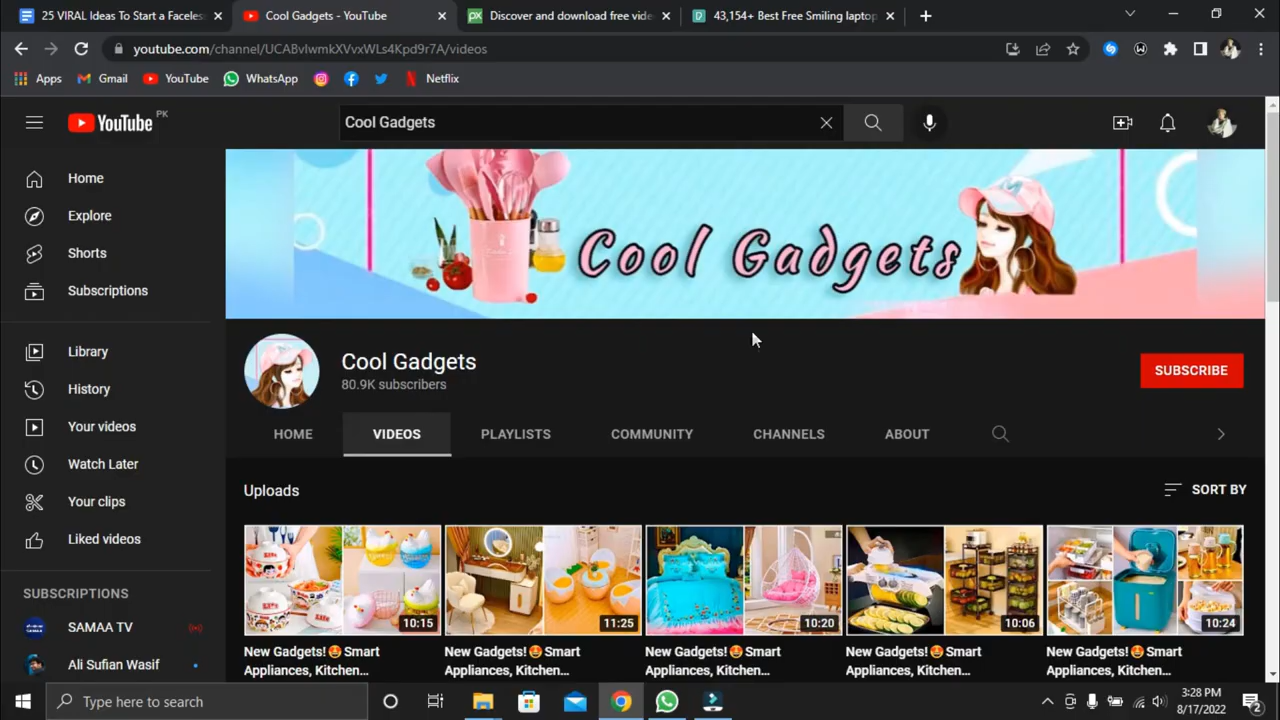 25 VIRAL Ideas To Start a Faceless
Cool Gadgets - YouTube
Discover and download free vide
43,154+ Best Free Smiling laptop
youtube.com/channel/UCABvlwmkXVvxWLs4Kpd9r7A/videos
Apps
Gmail
YouTube
WhatsApp
Netflix
YouTube PK
Cool Gadgets
Home
Explore
Shorts
Subscriptions
Library
History
Your videos
Watch Later
Your clips
Liked videos
SUBSCRIPTIONS
SAMAA TV
Ali Sufian Wasif
Cool Gadgets
Cool Gadgets
80.9K subscribers
SUBSCRIBE
HOME
VIDEOS
PLAYLISTS
COMMUNITY
CHANNELS
ABOUT
Uploads
SORT BY
10:15
11:25
10:20
10:06
10:24
New Gadgets!🤩Smart
Appliances, Kitchen...
New Gadgets!🤩Smart
Appliances, Kitchen...
New Gadgets!🤩Smart
Appliances, Kitchen...
New Gadgets!🤩Smart
Appliances, Kitchen...
New Gadgets!🤩Smart
Appliances, Kitchen...
Type here to search
3:28 PM
8/17/2022
2